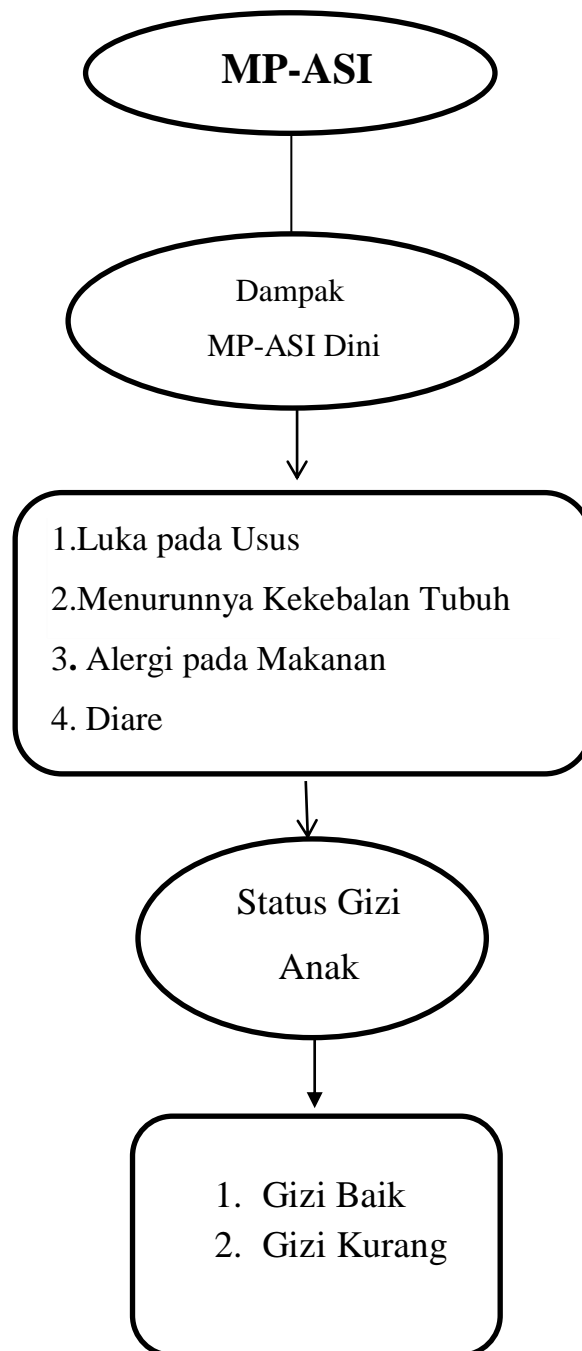 MP-ASI
Dampak
MP-ASI Dini
1.Luka pada Usus
2.Menurunnya Kekebalan Tubuh
3. Alergi pada Makanan
4. Diare
Status Gizi
Anak
1. Gizi Baik
2. Gizi Kurang